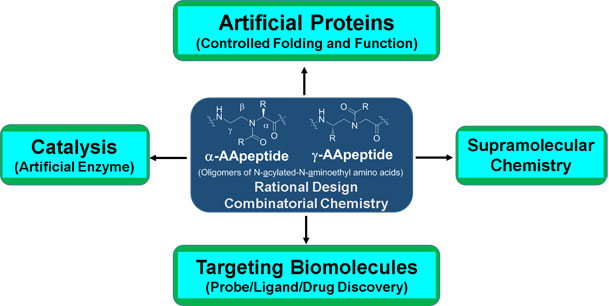 Artificial Proteins
(Controlled Folding and Function)
Catalysis
(Artificial Enzyme)
H
N
β
γ
N
R
α
O
R
O
α-AApeptide
H
N
R
R
O
N
O
γ-AApeptide
(Oligomers of N-acylated-N-aminoethyl amino acids)
Rational Design
Combinatorial Chemistry
Supramolecular
Chemistry
Targeting Biomolecules
(Probe/Ligand/Drug Discovery)